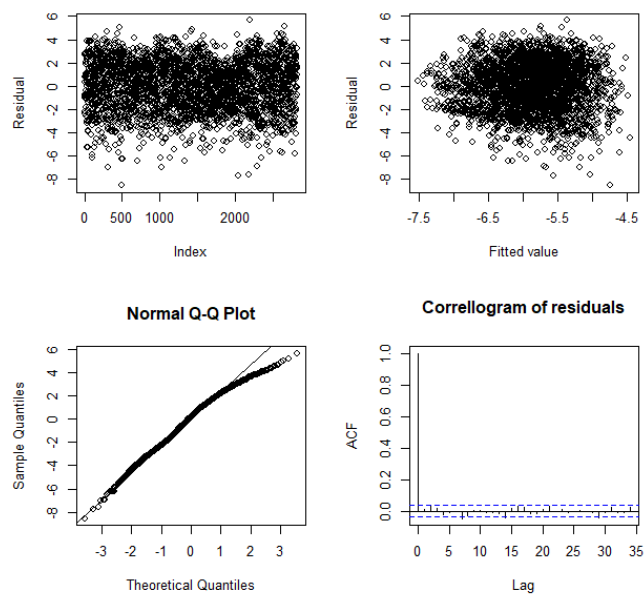 6
4
2
0
-2
-4
-6
-8
Residual
0 500 1000 2000
Index
6
4
2
0
-2
-4
-6
-8
Residual
-7.5 -6.5 -5.5 -4.5
Fitted value
Normal Q-Q Plot
6
4
2
0
-2
-4
-6
-8
Sample Quantiles
-3 -2 -1 0 1 2 3
Theoretical Quantiles
Correllogram of residuals
1.0
0.8
0.6
0.4
0.2
0.0
ACF
0 5 10 15 20 25 30 35
Lag